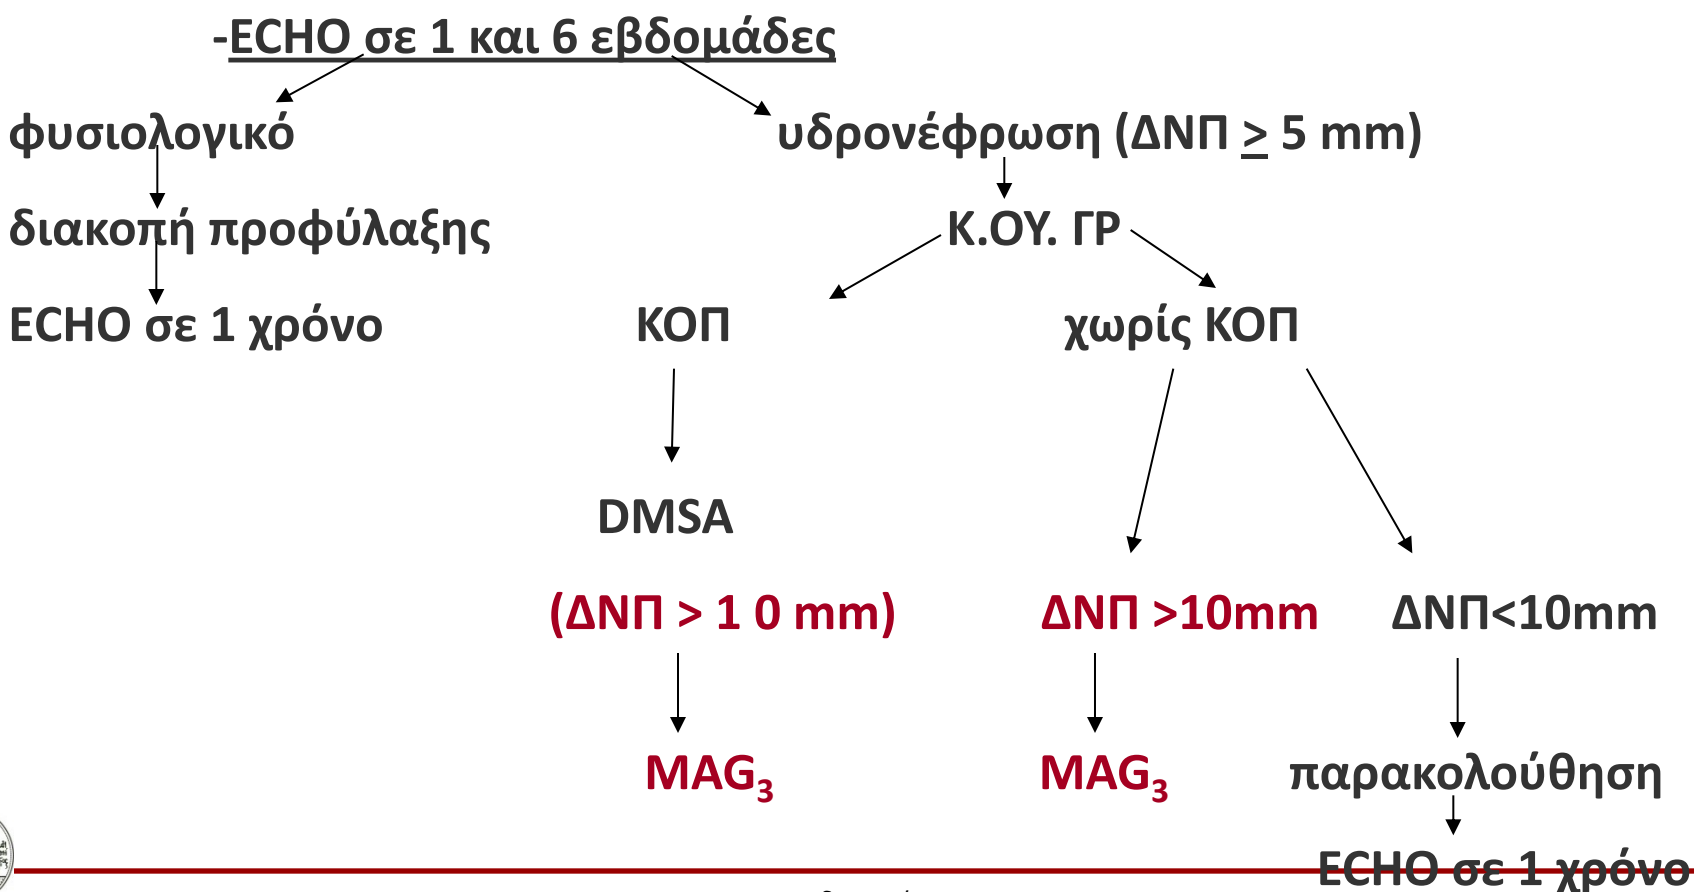 -ECHO σε 1 και 6 εβδομάδες
φυσιολογικό
υδρονέφρωση (ΔΝΠ ≥ 5 mm)
διακοπή προφύλαξης
Κ.ΟΥ. ΓΡ
ECHO σε 1 χρόνο
ΚΟΠ
χωρίς ΚΟΠ
DMSA
(ΔΝΠ > 1 0 mm)
ΔΝΠ >10mm
ΔΝΠ<10mm
MAG₃
MAG₃
παρακολούθηση
ECHO σε 1 χρόνο